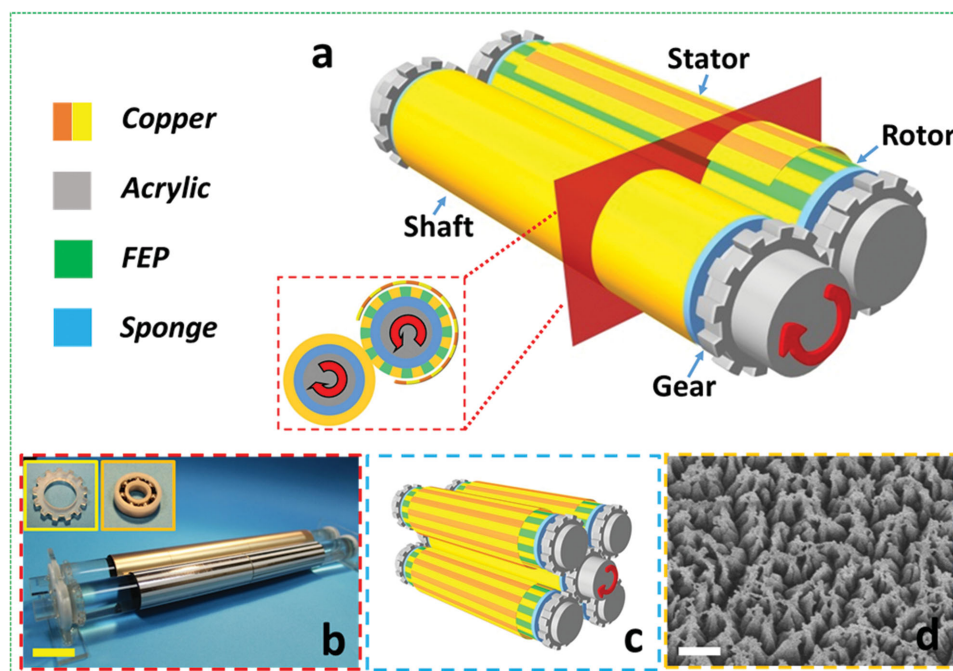 a
Stator
Rotor
Shaft
Gear
Copper
Acrylic
FEP
Sponge
b
c
d